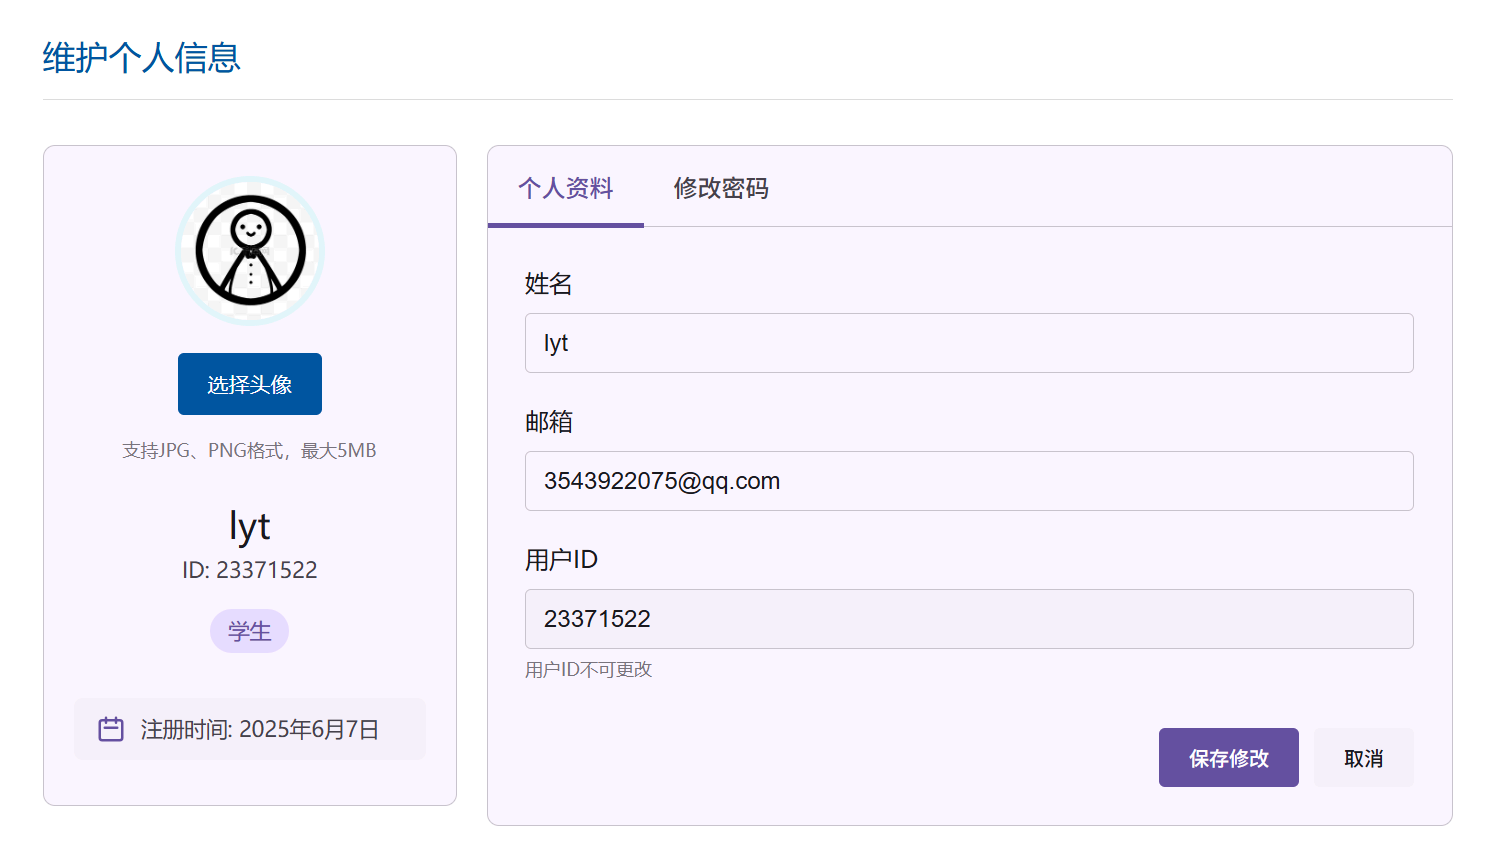 维护个人信息
选择头像
支持JPG、PNG格式，最大5MB
lyt
ID: 23371522
学生
注册时间: 2025年6月7日
个人资料
修改密码
姓名
lyt
邮箱
3543922075@qq.com
用户ID
23371522
用户ID不可更改
保存修改
取消